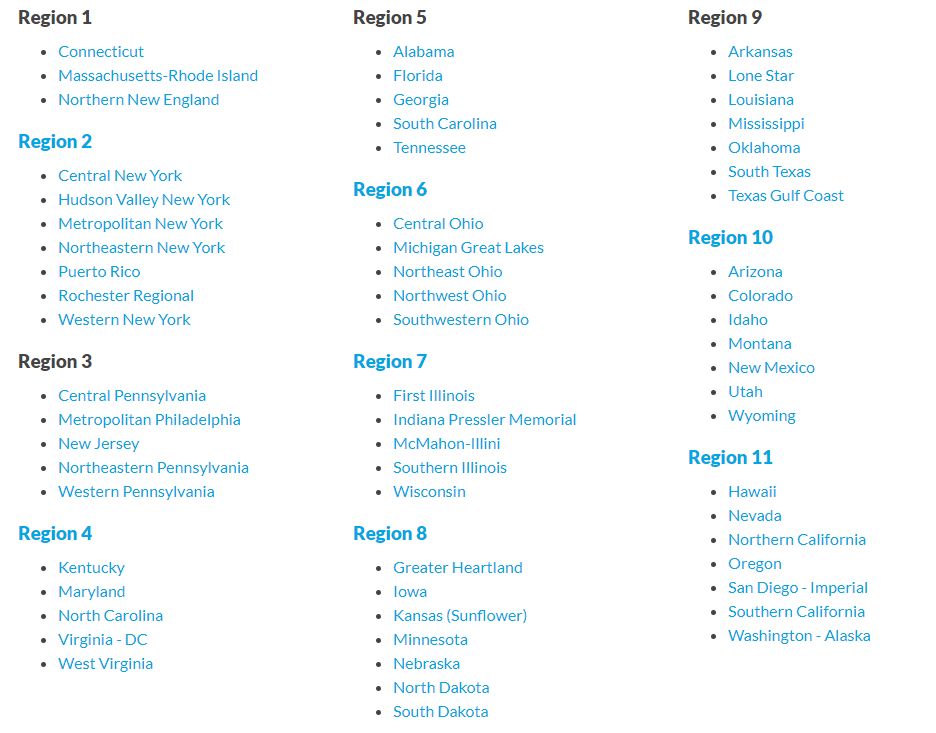 Region 1
Connecticut
Massachusetts-Rhode Island
Northern New England
Region 2
Central New York
Hudson Valley New York
Metropolitan New York
Northeastern New York
Puerto Rico
Rochester Regional
Western New York
Region 3
Central Pennsylvania
Metropolitan Philadelphia
New Jersey
Northeastern Pennsylvania
Western Pennsylvania
Region 4
Kentucky
Maryland
North Carolina
Virginia - DC
West Virginia
Region 5
Alabama
Florida
Georgia
South Carolina
Tennessee
Region 6
Central Ohio
Michigan Great Lakes
Northeast Ohio
Northwest Ohio
Southwestern Ohio
Region 7
First Illinois
Indiana Pressler Memorial
McMahon-Illini
Southern Illinois
Wisconsin
Region 8
Greater Heartland
Iowa
Kansas (Sunflower)
Minnesota
Nebraska
North Dakota
South Dakota
Region 9
Arkansas
Lone Star
Louisiana
Mississippi
Oklahoma
South Texas
Texas Gulf Coast
Region 10
Arizona
Colorado
Idaho
Montana
New Mexico
Utah
Wyoming
Region 11
Hawaii
Nevada
Northern California
Oregon
San Diego - Imperial
Southern California
Washington - Alaska